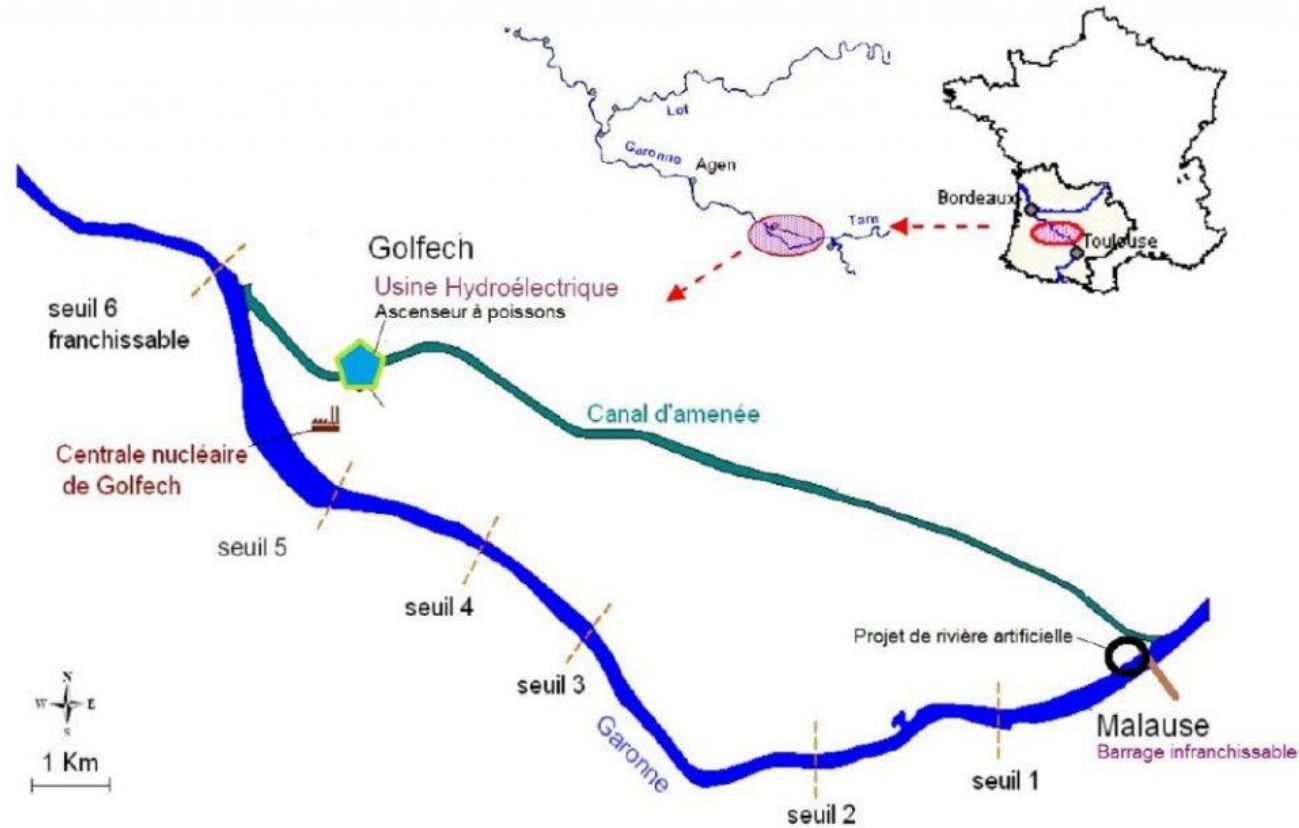 Lot
Garonne
Agen
Tarn
Bordeaux
Toulouse
Golfech
Usine Hydroélectrique
Ascenseur à poissons
seuil 6
franchissable
Canal d'amenée
Centrale nucléaire
de Golfech
seuil 5
seuil 4
seuil 3
Projet de rivière artificielle
Garonne
Malause
Barrage infranchissable
seuil 1
seuil 2
N
W E
S
1 Km